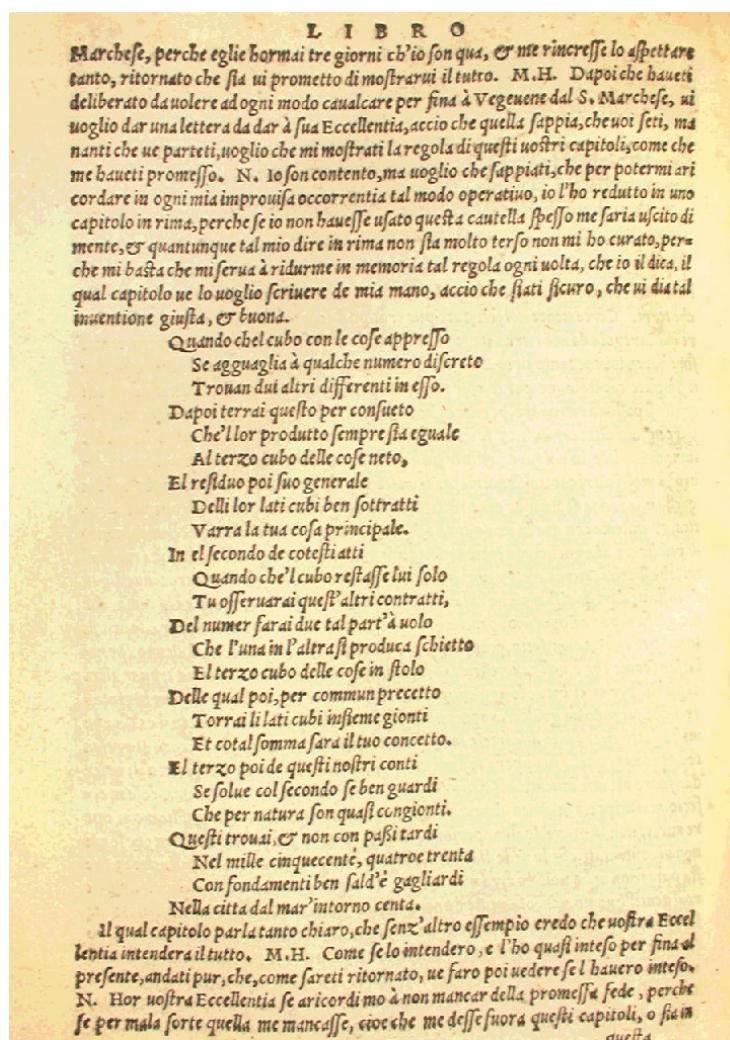 LIBRO
Marcheſe, perche eglie hormai tre giorni ch'io ſon qua, & me rincreſſe lo aſpettare
tanto, ritornato che ſia ui prometto di moſtrarui il tutto. M.H. Dapoi che haueti
deliberato da uolere ad ogni modo caualcare per fina à Vegeuene dal S. Marcheſe, ui
uoglio dar una lettera da dar à ſua Eccellentia, accio che quella ſappia, che uoi ſeti, ma
nanti che ue parteti, uoglio che mi moſtrati la regola di queſti uoſtri capitoli, come che
me haueti promeſſo. N. Io ſon contento, ma uoglio che ſappiati, che per potermi ari
cordare in ogni mia improuiſa occorrentia tal modo operatiuo, io l'ho redutto in uno
capitolo in rima, perche ſe io non haueſſe uſato queſta cautella ſpeſſo me ſaria uſcito di
mente, & quantunque tal mio dire in rima non ſia molto terſo non mi ho curato, per=
che mi baſta che mi ſerua à ridurme in memoria tal regola ogni uolta, che io il dica, il
qual capitolo ue lo uoglio ſcriuere de mia mano, accio che ſiati ſicuro, che ui dia tal
inuentione giuſta, & buona.
Quando chel cubo con le coſe appreſſo
Se agguaglia à qualche numero diſcreto
Trouan dui altri differenti in eſſo.
Dapoi terrai queſto per conſueto
Che'l lor produtto ſempre ſia eguale
Al terzo cubo delle coſe neto,
El reſiduo poi ſuo generale
Delli lor lati cubi ben ſottratti
Varra la tua coſa principale.
In el ſecondo de coteſti atti
Quando che'l cubo reſtaſſe lui ſolo
Tu oſſeruarai queſt'altri contratti,
Del numer farai due tal part'à uolo
Che l'una in l'altra ſi produca ſchietto
El terzo cubo delle coſe in ſtolo
Delle qual poi, per commun precetto
Torrai li lati cubi inſieme gionti
Et cotal ſomma ſara il tuo concetto.
El terzo poi de queſti noſtri conti
Se ſolue col ſecondo ſe ben guardi
Che per natura ſon quaſi congionti.
Queſti trouai, & non con paßi tardi
Nel mille cinquecentè, quatroe trenta
Con fondamenti ben ſald'è gagliardi
Nella citta dal mar'intorno centa.
Il qual capitolo parla tanto chiaro, che ſenz'altro eſſempio credo che uoſtra Eccel
lentia intendera il tutto. M.H. Come ſe lo intendero, e l'ho quaſi inteſo per fina al
preſente, andati pur, che, come ſareti ritornato, ue faro poi uedere ſe l hauero inteſo.
N. Hor uoſtra Eccellentia ſe aricordi mo à non mancar della promeſſa fede, perche
ſe per mala ſorte quella me mancaſſe, cioe che me deſſe fuora queſti capitoli, o ſia in
queſta